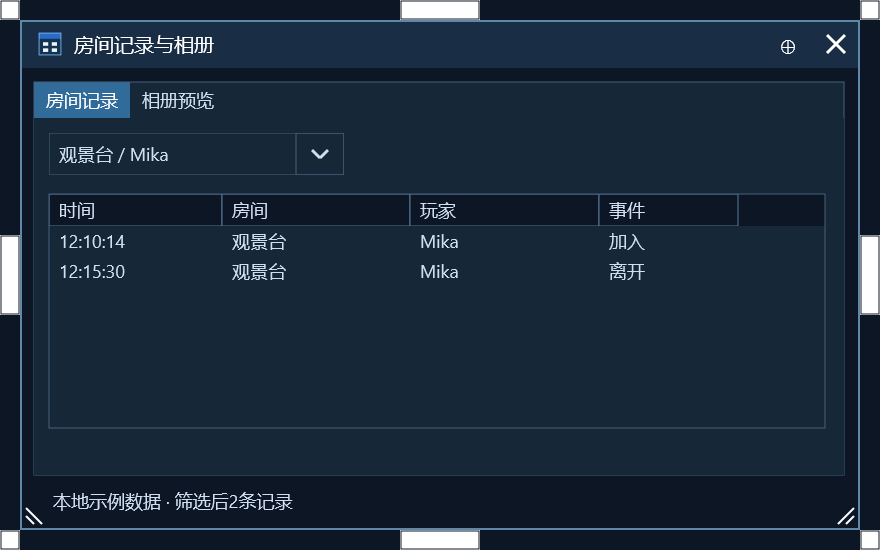 房间记录与相册
房间记录 相册预览
观景台 / Mika
时间 房间 玩家 事件
12:10:14 观景台 Mika 加入
12:15:30 观景台 Mika 离开
本地示例数据 · 筛选后2条记录